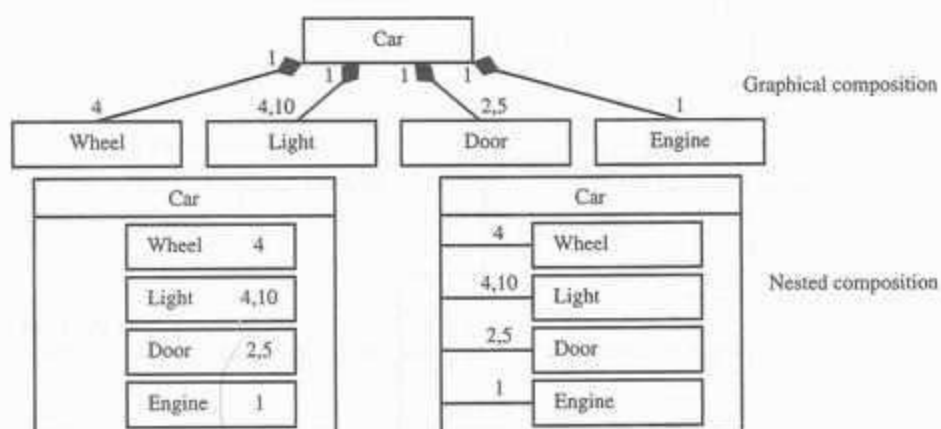 Car
1 1 1 1
Graphical composition
4 4,10 2,5 1
Wheel Light Door Engine
Car
Wheel 4
Light 4,10
Door 2,5
Engine 1
Car
4 Wheel
4,10 Light
2,5 Door
1 Engine
Nested composition